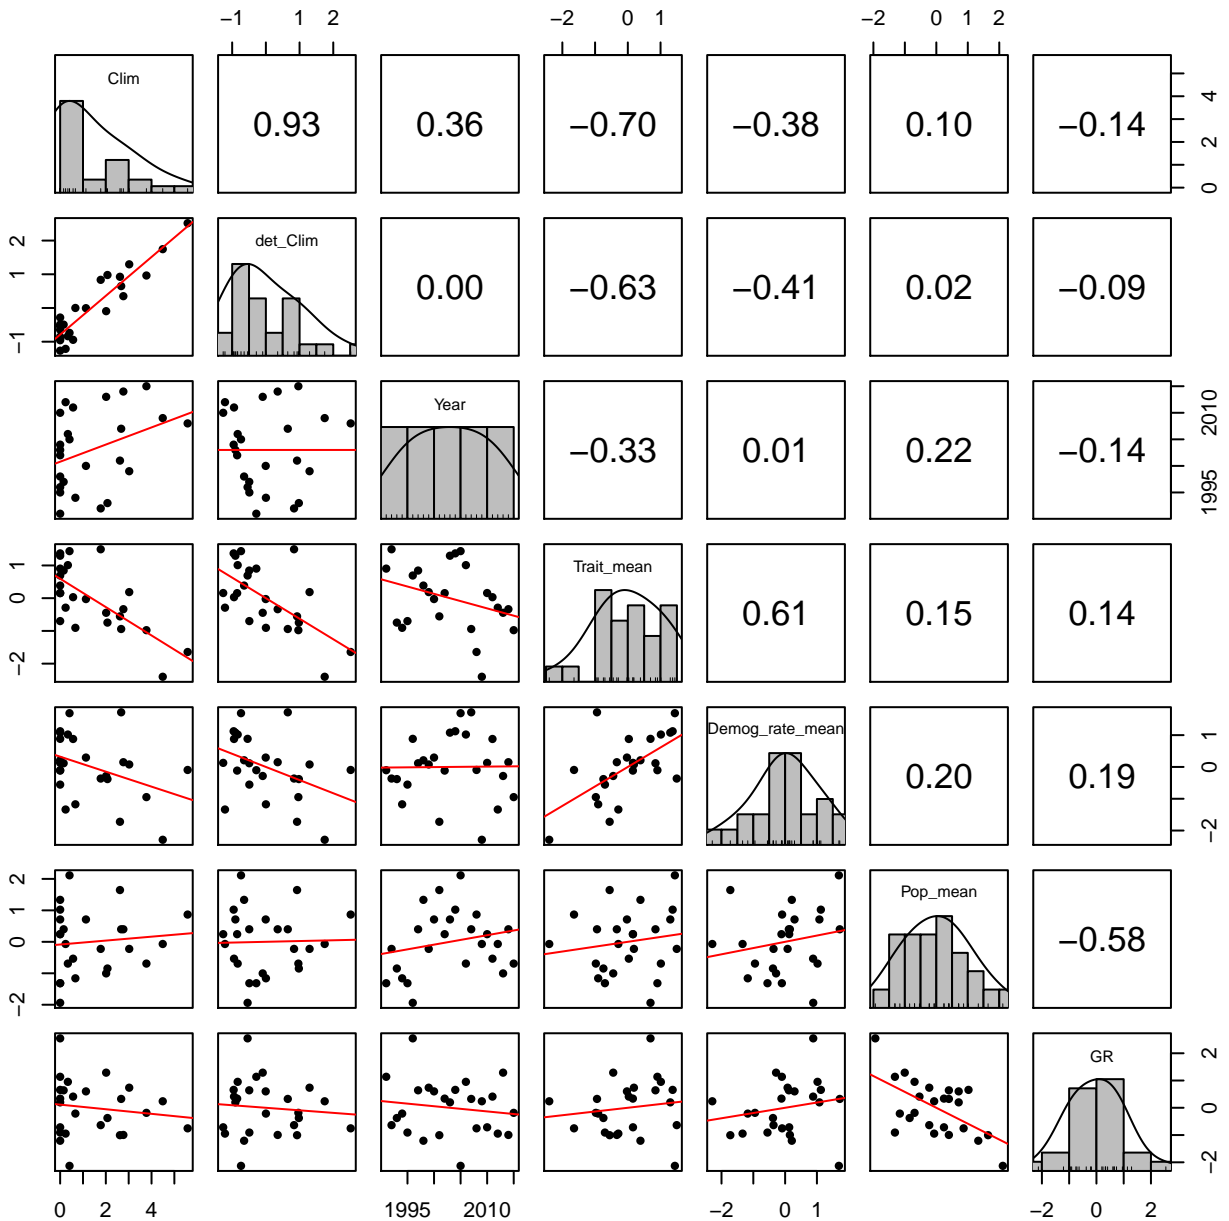 −1 1 2 −2 0 1 −2 0 1 2
Clim 0.93 0.36 −0.70 −0.38 0.10 −0.14 0 2 4
−1 1 2 det_Clim 0.00 −0.63 −0.41 0.02 −0.09
Year −0.33 0.01 0.22 −0.14 1995 2010
−2 0 1 Trait_mean 0.61 0.15 0.14
Demog_rate_mean 0.20 0.19 −2 0 1
−2 0 1 2 Pop_mean −0.58
GR −2 0 2
0 2 4 1995 2010 −2 0 1 −2 0 2